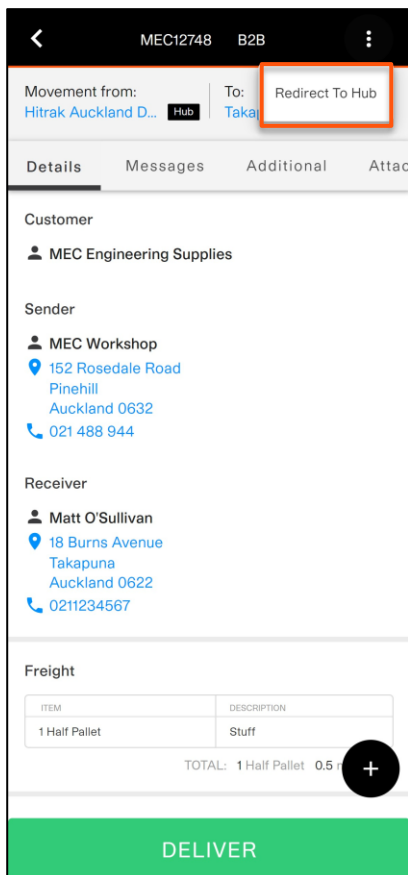 MEC12748 B2B
Movement from:
Hitrak Auckland D... Hub
To:
Redirect To Hub
Details Messages Additional
Customer
MEC Engineering Supplies
Sender
MEC Workshop
152 Rosedale Road
Pinehill
Auckland 0632
021 488 944
Receiver
Matt O'Sullivan
18 Burns Avenue
Takapuna
Auckland 0622
0211234567
Freight
ITEM DESCRIPTION
1 Half Pallet Stuff
TOTAL: 1 Half Pallet 0.5
+
DELIVER